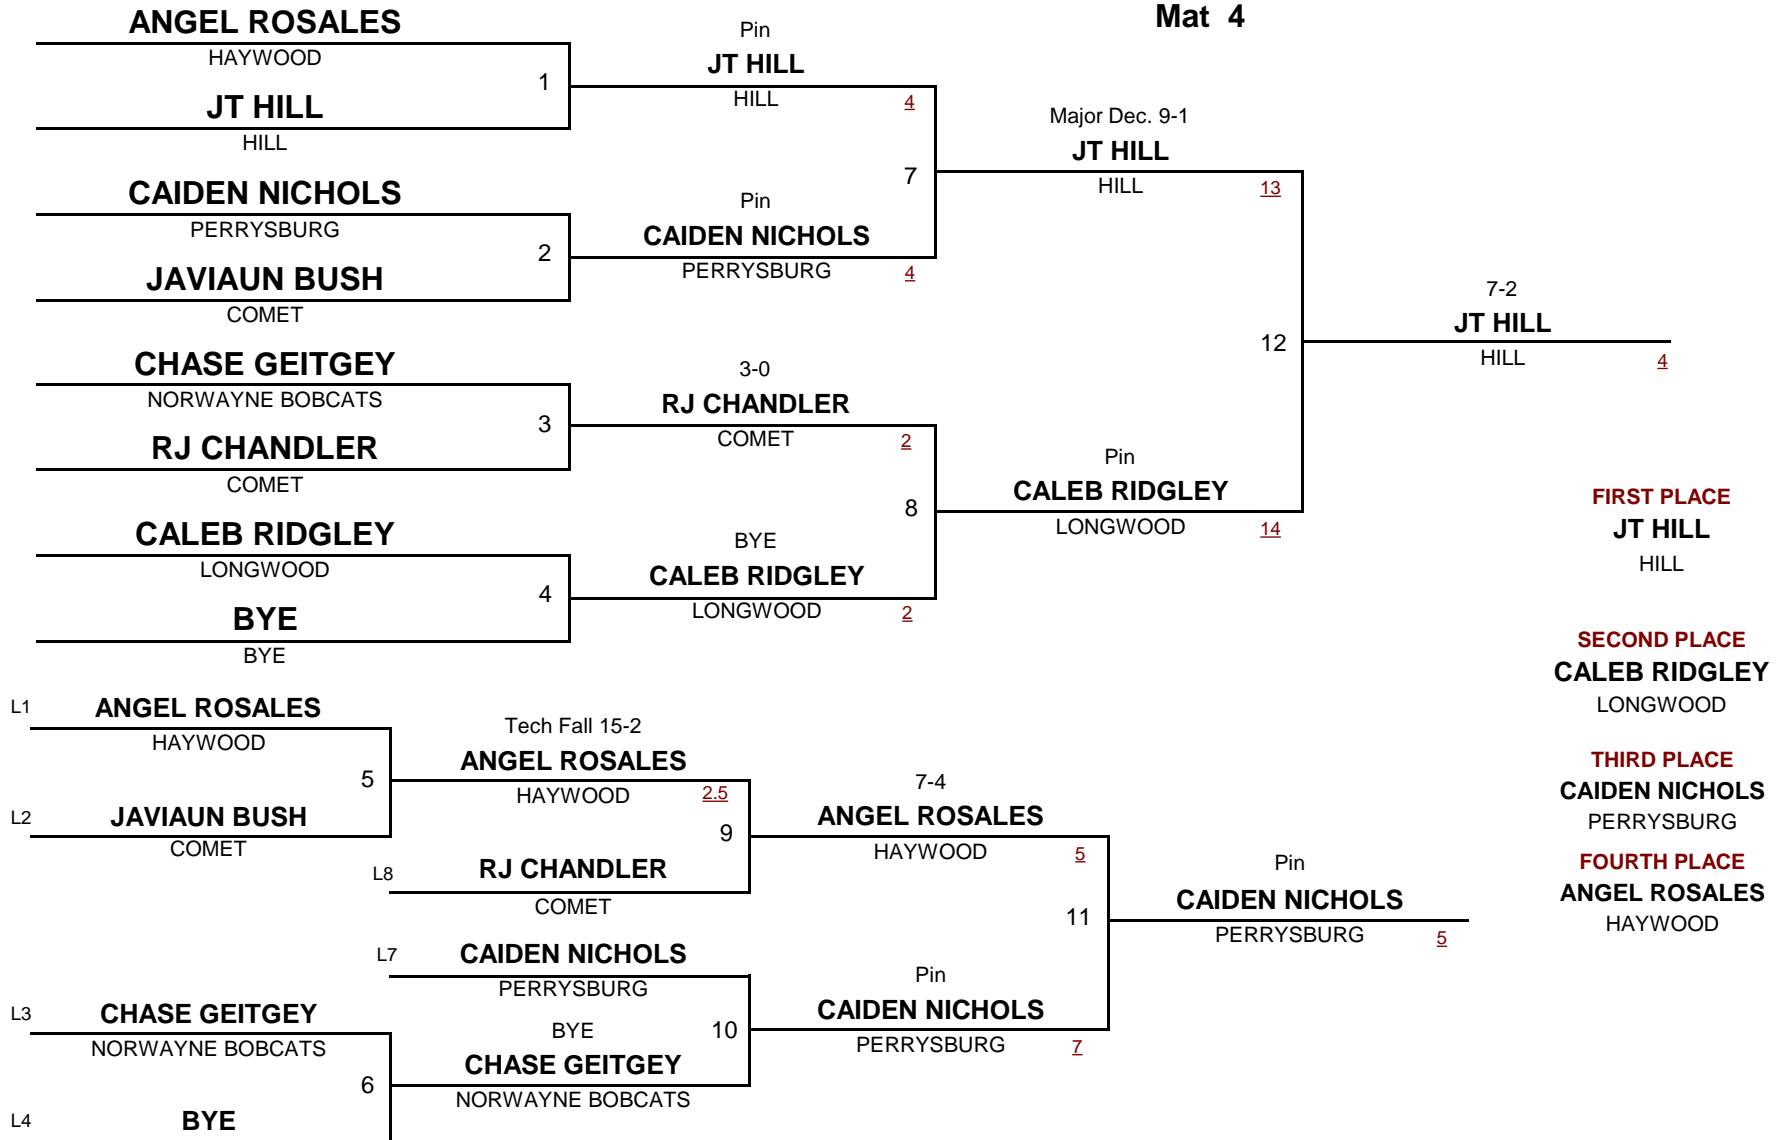 Mat 4
ANGEL ROSALES
HAYWOOD
1
JT HILL
HILL
CAIDEN NICHOLS
PERRYSBURG
2
JAVIAUN BUSH
COMET
CHASE GEITGEY
NORWAYNE BOBCATS
3
RJ CHANDLER
COMET
CALEB RIDGLEY
LONGWOOD
4
BYE
BYE
Pin
JT HILL
HILL
4
7
Pin
CAIDEN NICHOLS
PERRYSBURG
4
3-0
RJ CHANDLER
COMET
2
8
BYE
CALEB RIDGLEY
LONGWOOD
2
Major Dec. 9-1
JT HILL
HILL
13
12
Pin
CALEB RIDGLEY
LONGWOOD
14
7-2
JT HILL
HILL
4
FIRST PLACE
JT HILL
HILL
SECOND PLACE
CALEB RIDGLEY
LONGWOOD
THIRD PLACE
CAIDEN NICHOLS
PERRYSBURG
FOURTH PLACE
ANGEL ROSALES
HAYWOOD
L1
ANGEL ROSALES
HAYWOOD
5
L2
JAVIAUN BUSH
COMET
Tech Fall 15-2
ANGEL ROSALES
HAYWOOD
2.5
9
L8
RJ CHANDLER
COMET
L7
CAIDEN NICHOLS
PERRYSBURG
10
L3
CHASE GEITGEY
NORWAYNE BOBCATS
6
L4
BYE
BYE
CHASE GEITGEY
NORWAYNE BOBCATS
7-4
ANGEL ROSALES
HAYWOOD
5
11
Pin
CAIDEN NICHOLS
PERRYSBURG
7
Pin
CAIDEN NICHOLS
PERRYSBURG
5